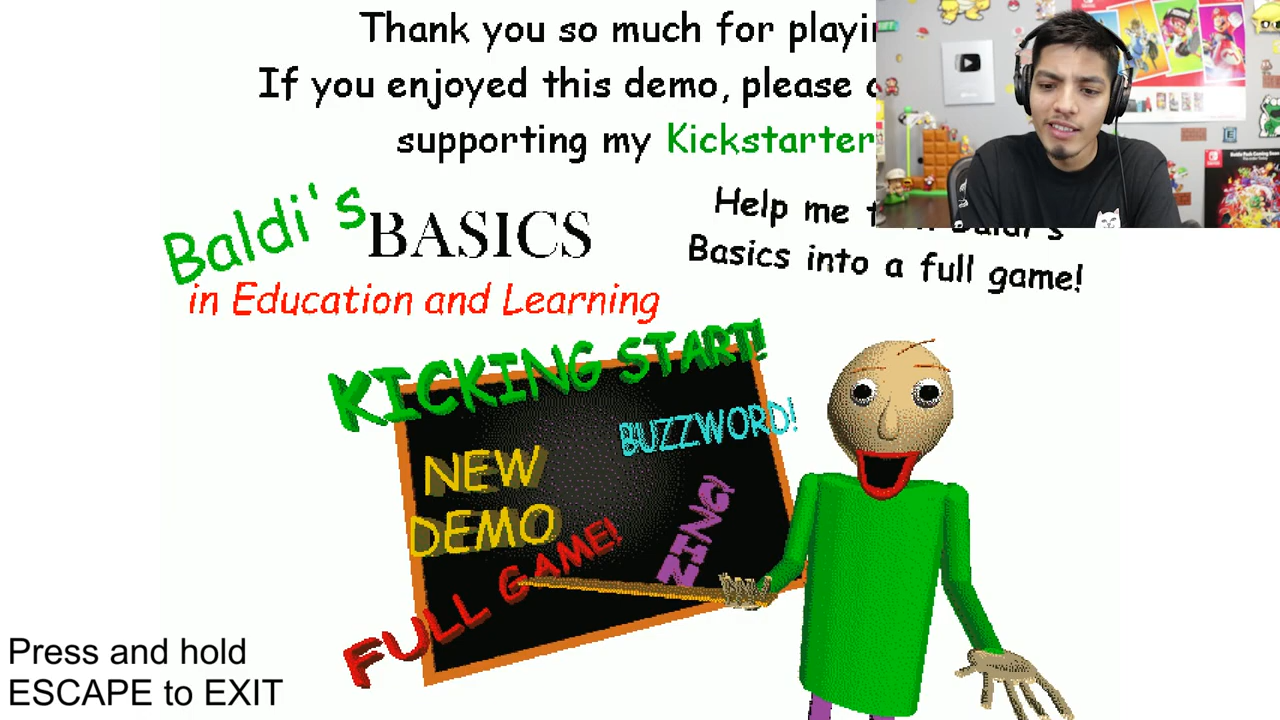 Thank you so much for playi
If you enjoyed this demo, please
supporting my Kickstarter
Baldi's
BASICS
in Education and Learning
Help me
Basics into a full game!
KICKING START!
BUZZWORD!
NEW
DEMO
ZING!
FULL GAME!
Press and hold
ESCAPE to EXIT